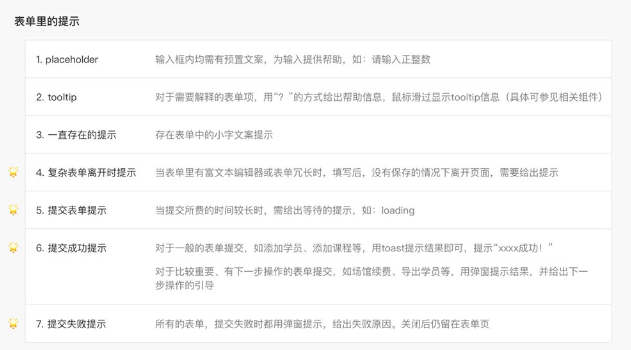 表单里的提示
1. placeholder
输入框内均需有预置文案，为输入提供帮助，如：请输入正整数
2. tooltip
对于需要解释的表单项，用“？”的方式给出帮助信息，鼠标滑过显示tooltip信息（具体可参见相关组件）
3. 一直存在的提示
存在表单中的小字文案提示
4. 复杂表单离开时提示
当表单里有富文本编辑器或表单冗长时，填写后，没有保存的情况下离开页面，需要给出提示
5. 提交表单提示
当提交所费的时间较长时，需给出等待的提示，如：loading
6. 提交成功提示
对于一般的表单提交，如添加学员、添加课程等，用toast提示结果即可，提示“xxxx成功！”
对于比较重要、有下一步操作的表单提交，如场馆续费、导出学员等，用弹窗提示结果，并给出下一
步操作的引导
7. 提交失败提示
所有的表单，提交失败时都用弹窗提示，给出失败原因。关闭后仍留在表单页